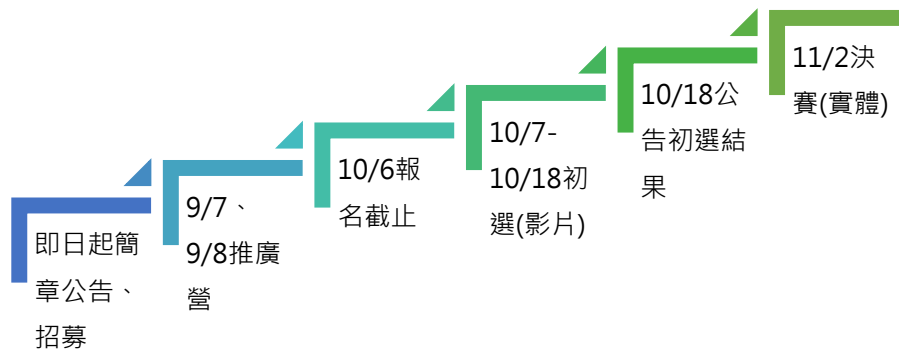 即日起簡
章公告、
招募
9/7、
9/8推廣
營
10/6報
名截止
10/7-
10/18初
選(影片)
10/18公
告初選結
果
11/2決
賽(實體)